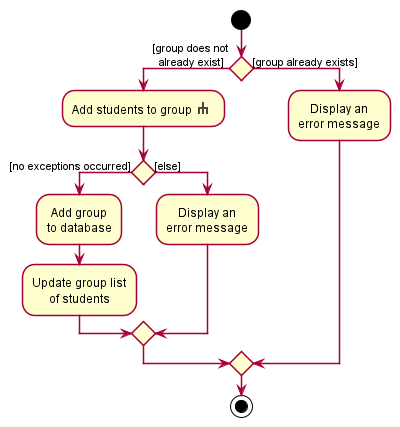 [group does not
already exist]
[group already exists]
Add students to group
Display an
error message
[no exceptions occurred]
[else]
Add group
to database
Display an
error message
Update group list
of students